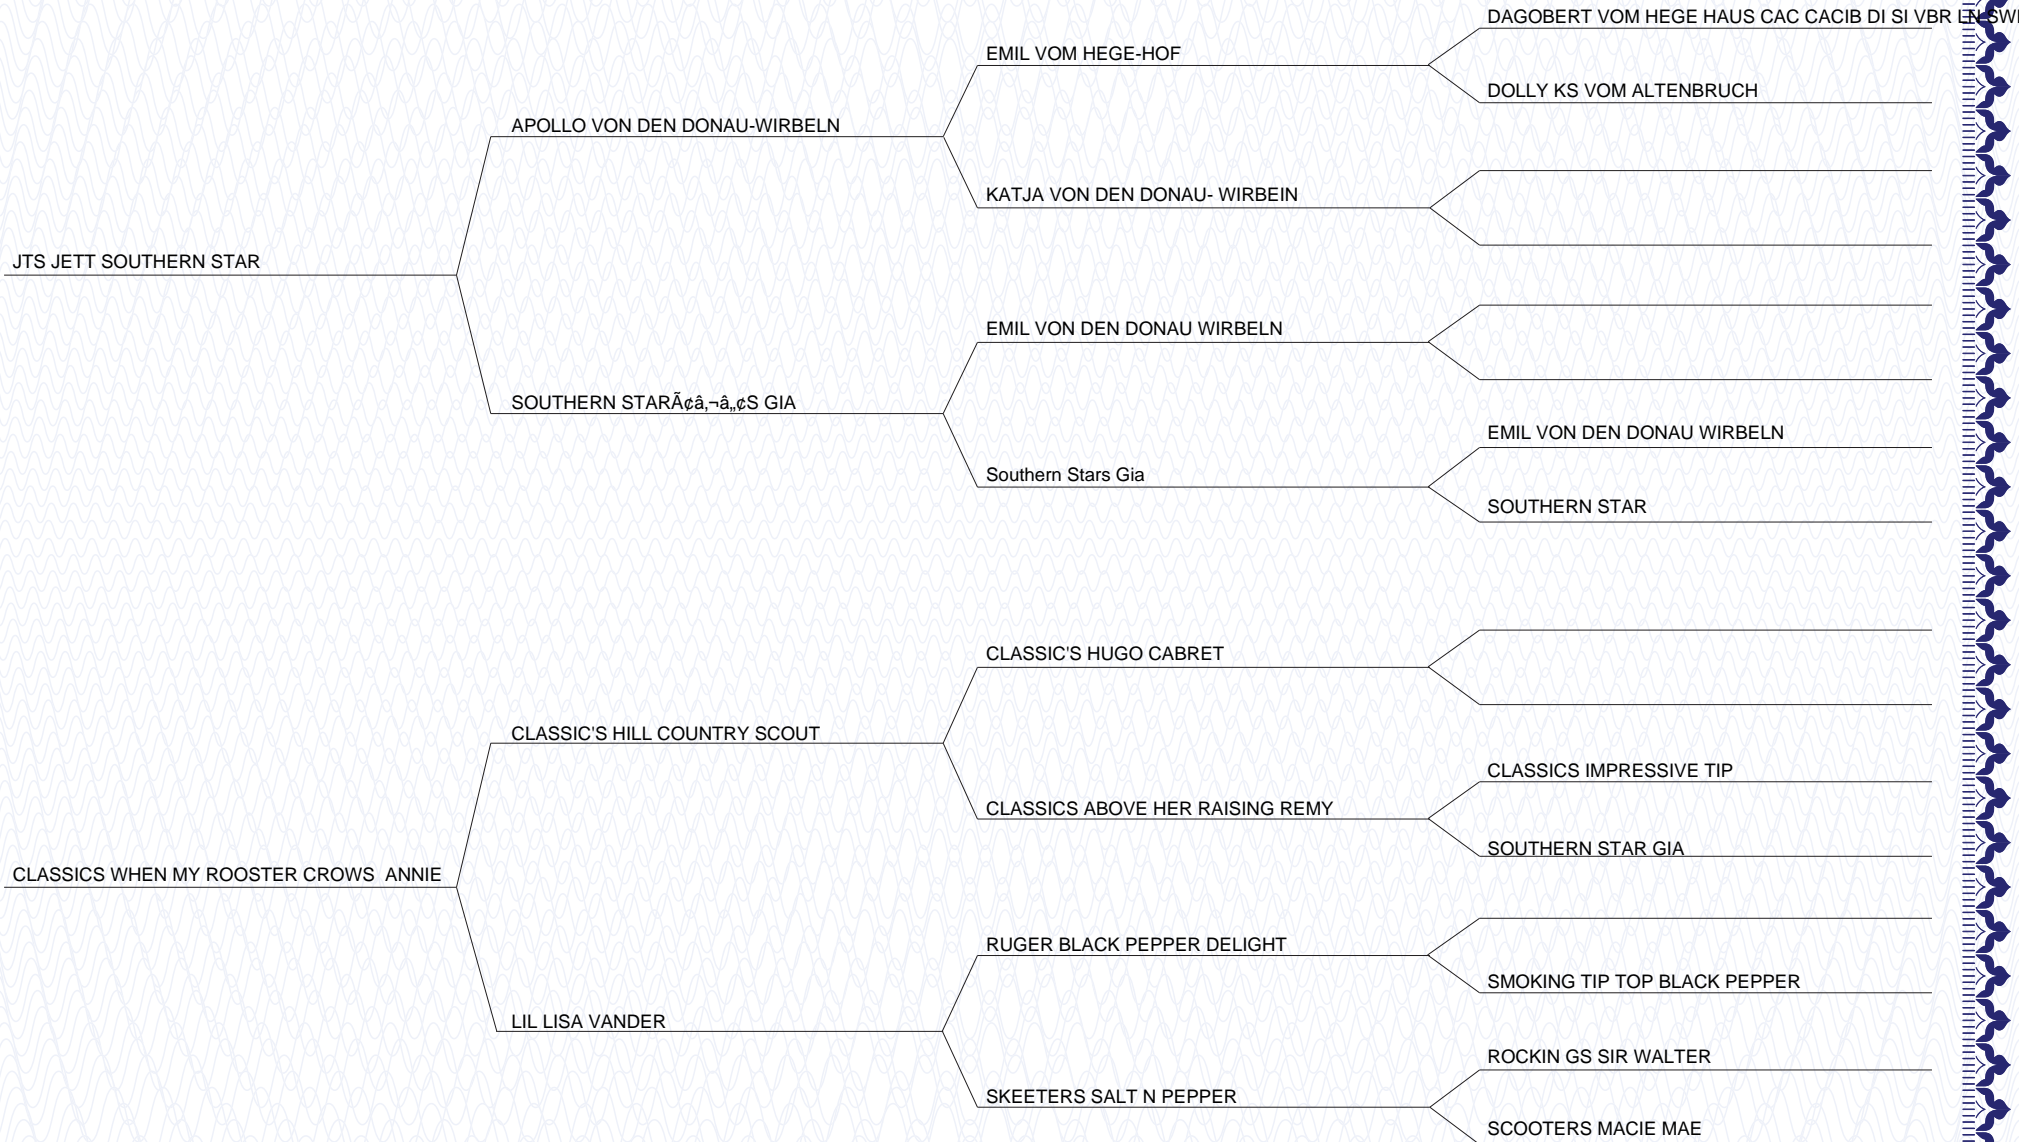 DAGOBERT VOM HEGE HAUS CAC CACIB DI SI VBR LN
EMIL VOM HEGE-HOF
DOLLY KS VOM ALTENBRUCH
APOLLO VON DEN DONAU-WIRBELN
KATJA VON DEN DONAU- WIRBEIN
JTS JETT SOUTHERN STAR
EMIL VON DEN DONAU WIRBELN
SOUTHERN STARÃ¢â‚¬â„¢S GIA
EMIL VON DEN DONAU WIRBELN
Southern Stars Gia
SOUTHERN STAR
CLASSIC'S HUGO CABRET
CLASSIC'S HILL COUNTRY SCOUT
CLASSICS IMPRESSIVE TIP
CLASSICS ABOVE HER RAISING REMY
SOUTHERN STAR GIA
CLASSICS WHEN MY ROOSTER CROWS  ANNIE
RUGER BLACK PEPPER DELIGHT
SMOKING TIP TOP BLACK PEPPER
LIL LISA VANDER
ROCKIN GS SIR WALTER
SKEETERS SALT N PEPPER
SCOOTERS MACIE MAE